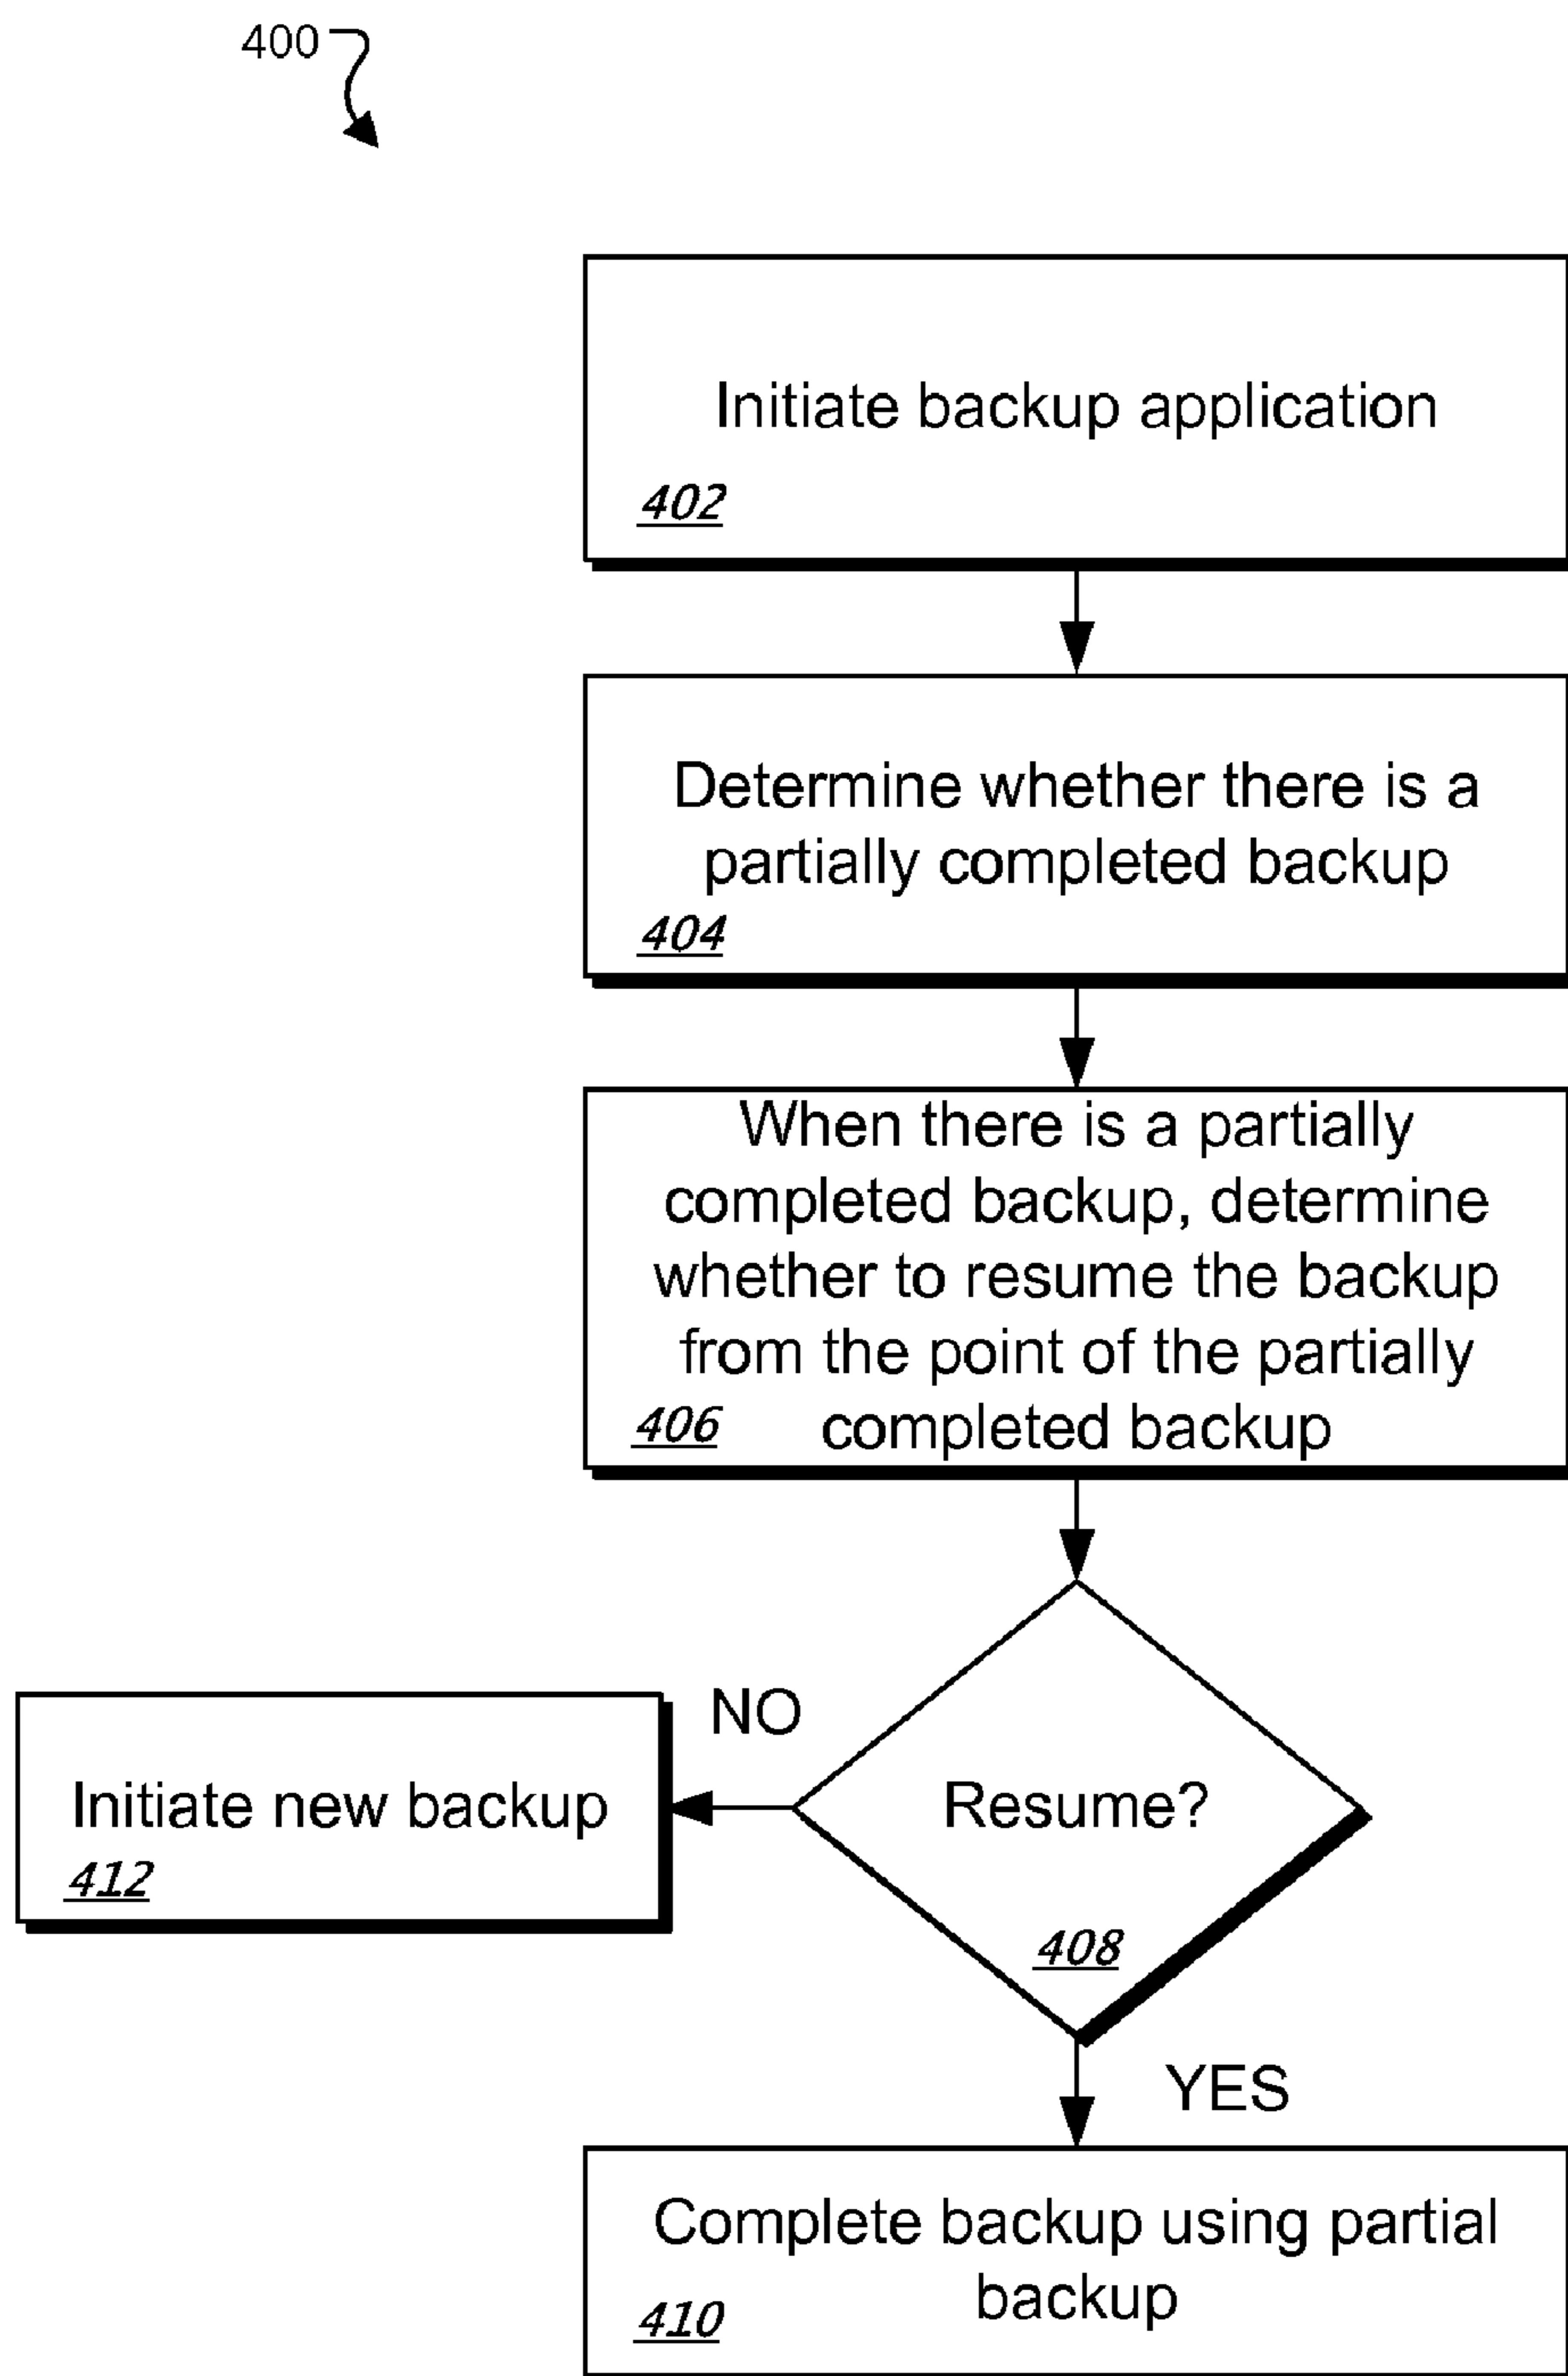 400
Initiate backup application
402
Determine whether there is a
partially completed backup
404
When there is a partially
completed backup, determine
whether to resume the backup
from the point of the partially
completed backup
406
NO
Resume?
Initiate new backup
412
408
YES
Complete backup using partial
backup
410